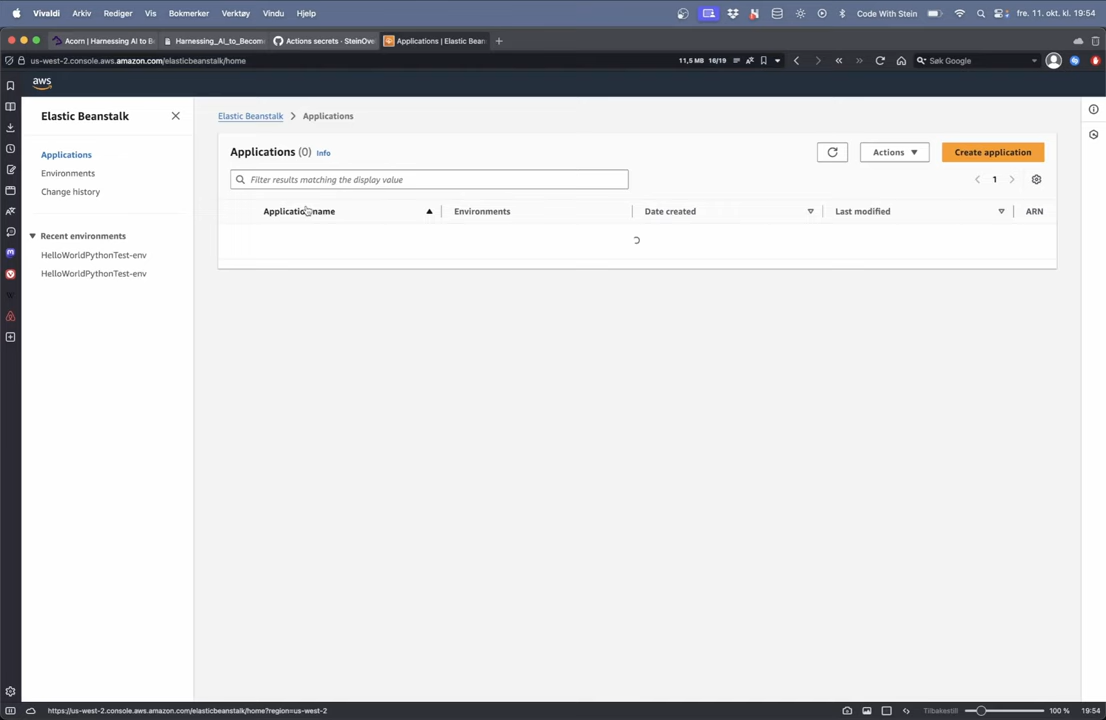 Vivaldi Arkiv Rediger Vis Bokmerker Verktøy Vindu Hjelp Code With Stein fre. 11. okt. kl. 19:54
Acorn | Harnessing AI to B Harnessing_AI_to_Become Actions secrets · SteinOve Applications | Elastic Bean
us-west-2.console.aws.amazon.com/elasticbeanstalk/home 11,5 MB 16/19 Søk Google
aws
Elastic Beanstalk
Applications
Environments
Change history
Recent environments
HelloWorldPythonTest-env
HelloWorldPythonTest-env
Elastic Beanstalk Applications
Applications (0) Info Actions Create application
Filter results matching the display value 1
Application name Environments Date created Last modified ARN
https://us-west-2.console.aws.amazon.com/elasticbeanstalk/home?region=us-west-2 Tilbakestill 100 % 19:54